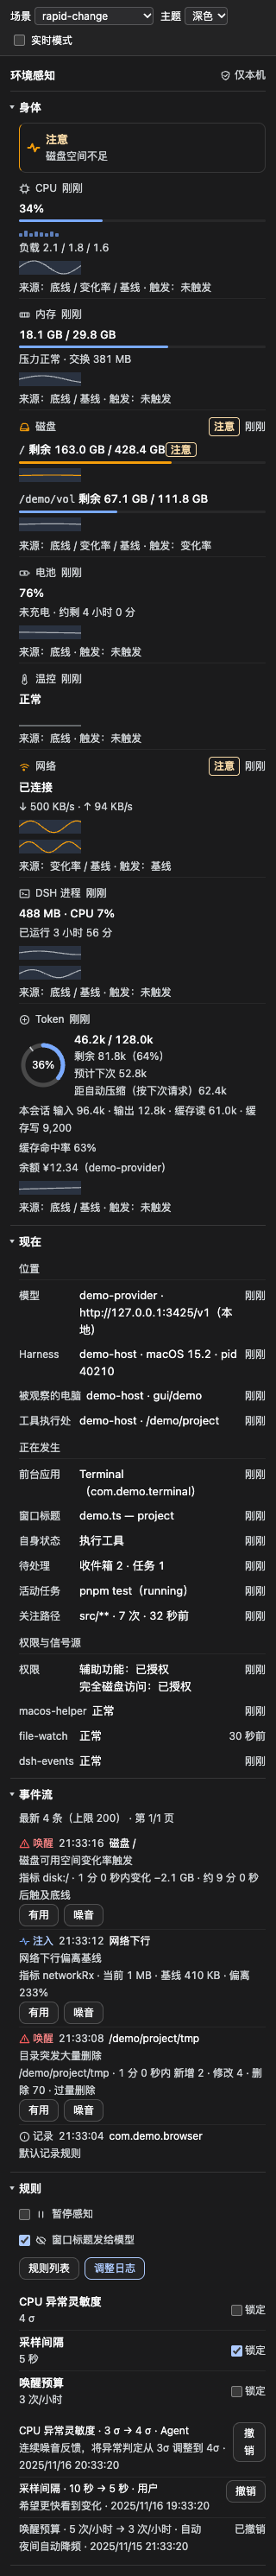 场景 rapid-change 主题 深色
实时模式
环境感知 仅本机
身体
注意
磁盘空间不足
CPU 刚刚
34%
负载 2.1 / 1.8 / 1.6
来源：底线 / 变化率 / 基线 · 触发：未触发
内存 刚刚
18.1 GB / 29.8 GB
压力正常 · 交换 381 MB
来源：底线 / 基线 · 触发：未触发
磁盘 注意 刚刚
/ 剩余 163.0 GB / 428.4 GB 注意
/demo/vol 剩余 67.1 GB / 111.8 GB
来源：底线 / 变化率 / 基线 · 触发：变化率
电池 刚刚
76%
未充电 · 约剩 4 小时 0 分
来源：底线 / 基线 · 触发：未触发
温控 刚刚
正常
来源：底线 · 触发：未触发
网络 注意 刚刚
已连接
↓ 500 KB/s · ↑ 94 KB/s
来源：变化率 / 基线 · 触发：基线
DSH 进程 刚刚
488 MB · CPU 7%
已运行 3 小时 56 分
来源：底线 / 基线 · 触发：未触发
Token 刚刚
36%
46.2k / 128.0k
剩余 81.8k（64%）
预计下次 52.8k
距自动压缩（按下次请求）62.4k
本会话 输入 96.4k · 输出 12.8k · 缓存读 61.0k · 缓
存写 9,200
缓存命中率 63%
余额 ¥12.34（demo-provider）
来源：底线 / 基线 · 触发：未触发
现在
位置
模型 demo-provider · 刚刚
http://127.0.0.1:3425/v1（本
地）
Harness demo-host · macOS 15.2 · pid 刚刚
40210
被观察的电脑 demo-host · gui/demo 刚刚
工具执行处 demo-host · /demo/project 刚刚
正在发生
前台应用 Terminal 刚刚
（com.demo.terminal）
窗口标题 demo.ts — project 刚刚
自身状态 执行工具 刚刚
待处理 收件箱 2 · 任务 1 刚刚
活动任务 pnpm test（running） 刚刚
关注路径 src/** · 7 次 · 32 秒前 刚刚
权限与信号源
权限 辅助功能：已授权 刚刚
完全磁盘访问：已授权
macos-helper 正常 刚刚
file-watch 正常 30 秒前
dsh-events 正常 刚刚
事件流
最新 4 条（上限 200） · 第 1/1 页
唤醒 21:33:16 磁盘 /
磁盘可用空间变化率触发
指标 disk:/ · 1 分 0 秒内变化 −2.1 GB · 约 9 分 0 秒
后触及底线
有用 噪音
注入 21:33:12 网络下行
网络下行偏离基线
指标 networkRx · 当前 1 MB · 基线 410 KB · 偏离
233%
有用 噪音
唤醒 21:33:08 /demo/project/tmp
目录突发大量删除
/demo/project/tmp · 1 分 0 秒内 新增 2 · 修改 4 · 删
除 70 · 过量删除
有用 噪音
记录 21:33:04 com.demo.browser
默认记录规则
规则
暂停感知
窗口标题发给模型
规则列表 调整日志
CPU 异常灵敏度 锁定
4 σ
采样间隔 锁定
5 秒
唤醒预算 锁定
3 次/小时
CPU 异常灵敏度 · 3 σ → 4 σ · Agent 撤销
连续噪音反馈，将异常判定从 3σ 调整到 4σ ·
2025/11/16 20:33:20
采样间隔 · 10 秒 → 5 秒 · 用户 撤销
希望更快看到变化 · 2025/11/16 19:33:20
唤醒预算 · 5 次/小时 → 3 次/小时 · 自动 已撤销
夜间自动降频 · 2025/11/15 21:33:20